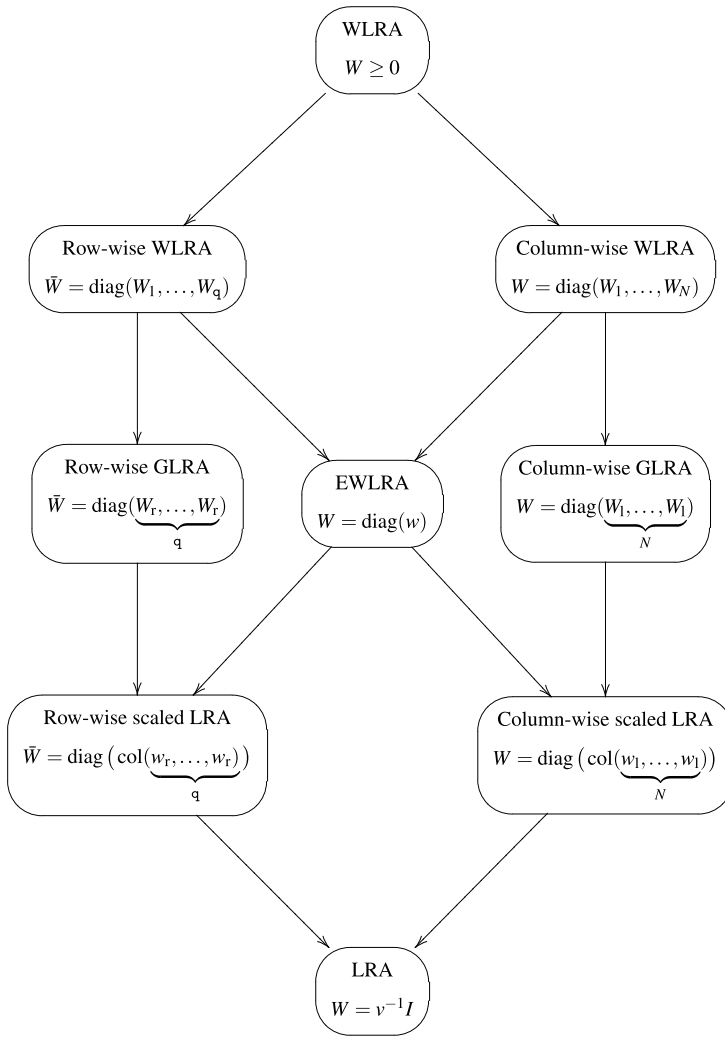 WLRA
W ≥ 0
Row-wise WLRA
W̄ = diag(W₁,…,W_q)
Column-wise WLRA
W = diag(W₁,…,W_N)
Row-wise GLRA
W̄ = diag(W_r,…,W_r)
q
EWLRA
W = diag(w)
Column-wise GLRA
W = diag(W_l,…,W_l)
N
Row-wise scaled LRA
W̄ = diag(col(w_r,…,w_r))
q
Column-wise scaled LRA
W = diag(col(w_l,…,w_l))
N
LRA
W = v⁻¹I